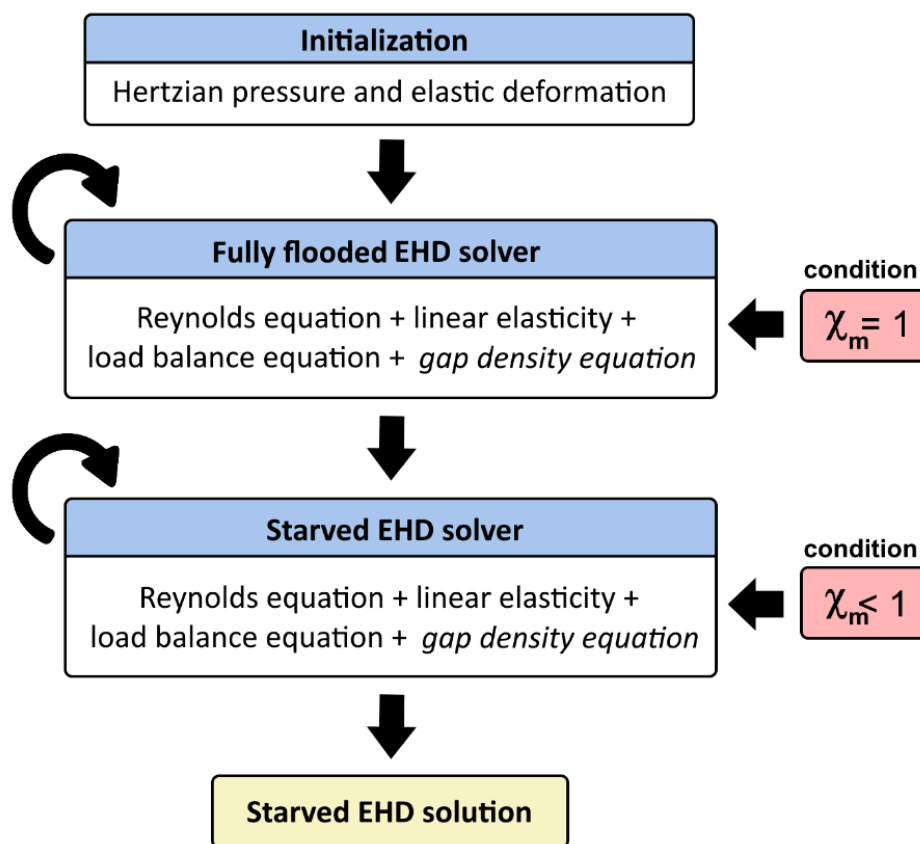 Initialization
Hertzian pressure and elastic deformation
Fully flooded EHD solver
Reynolds equation + linear elasticity +
load balance equation + gap density equation
condition
χm = 1
Starved EHD solver
Reynolds equation + linear elasticity +
load balance equation + gap density equation
condition
χm < 1
Starved EHD solution